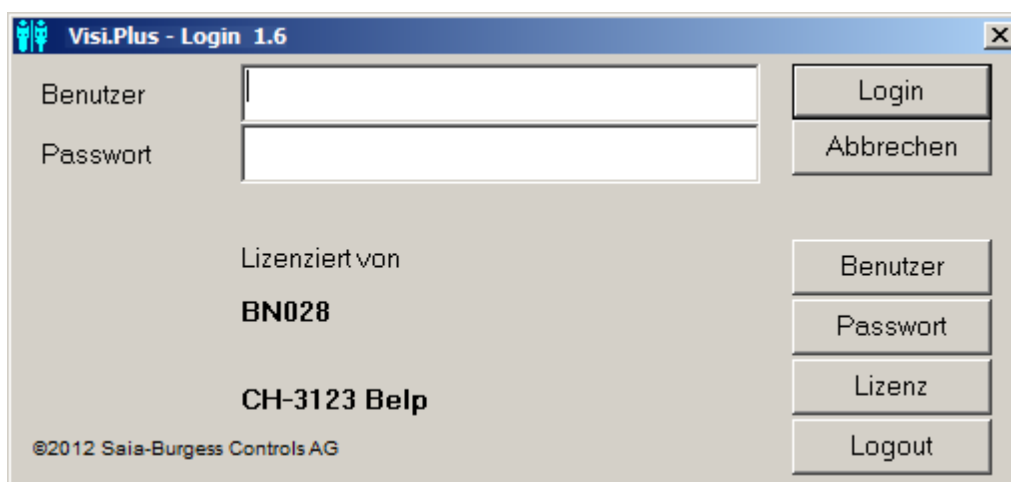 Visi.Plus - Login 1.6
Benutzer
Login
Passwort
Abbrechen
Lizenziert von
Benutzer
BN028
Passwort
CH-3123 Belp
Lizenz
©2012 Saia-Burgess Controls AG
Logout